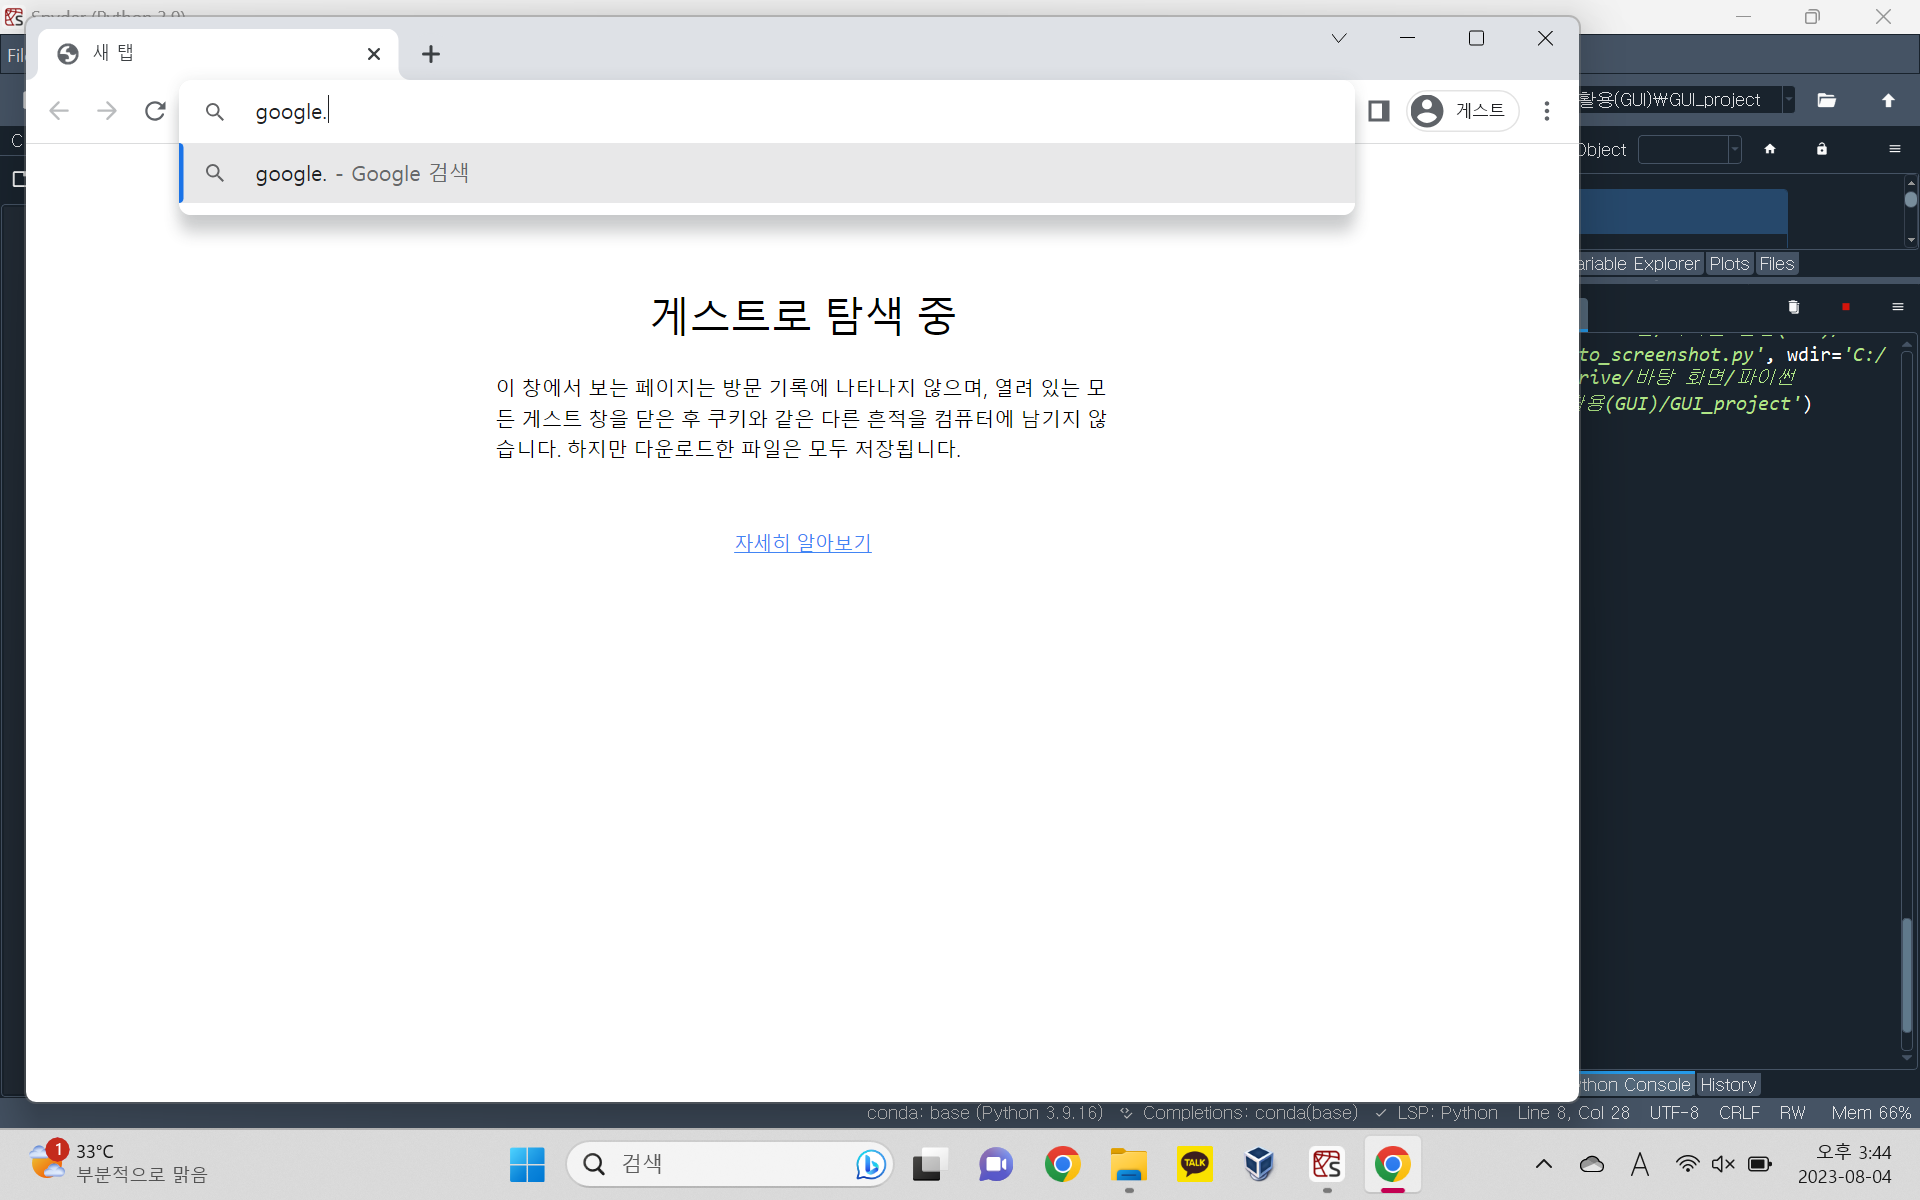 Spyder (Python 3.9)
새 탭
google.
게스트
google. - Google 검색
게스트로 탐색 중
이 창에서 보는 페이지는 방문 기록에 나타나지 않으며, 열려 있는 모
든 게스트 창을 닫은 후 쿠키와 같은 다른 흔적을 컴퓨터에 남기지 않
습니다. 하지만 다운로드한 파일은 모두 저장됩니다.
자세히 알아보기
활용(GUI)₩GUI_project
Object
ariable Explorer Plots Files
to_screenshot.py', wdir='C:/
rive/바탕 화면/파이썬
활용(GUI)/GUI_project')
ython Console History
conda: base (Python 3.9.16) Completions: conda(base) ✓ LSP: Python Line 8, Col 28 UTF-8 CRLF RW Mem 66%
1
33°C
부분적으로 맑음
검색
TALK
A
오후 3:44
2023-08-04